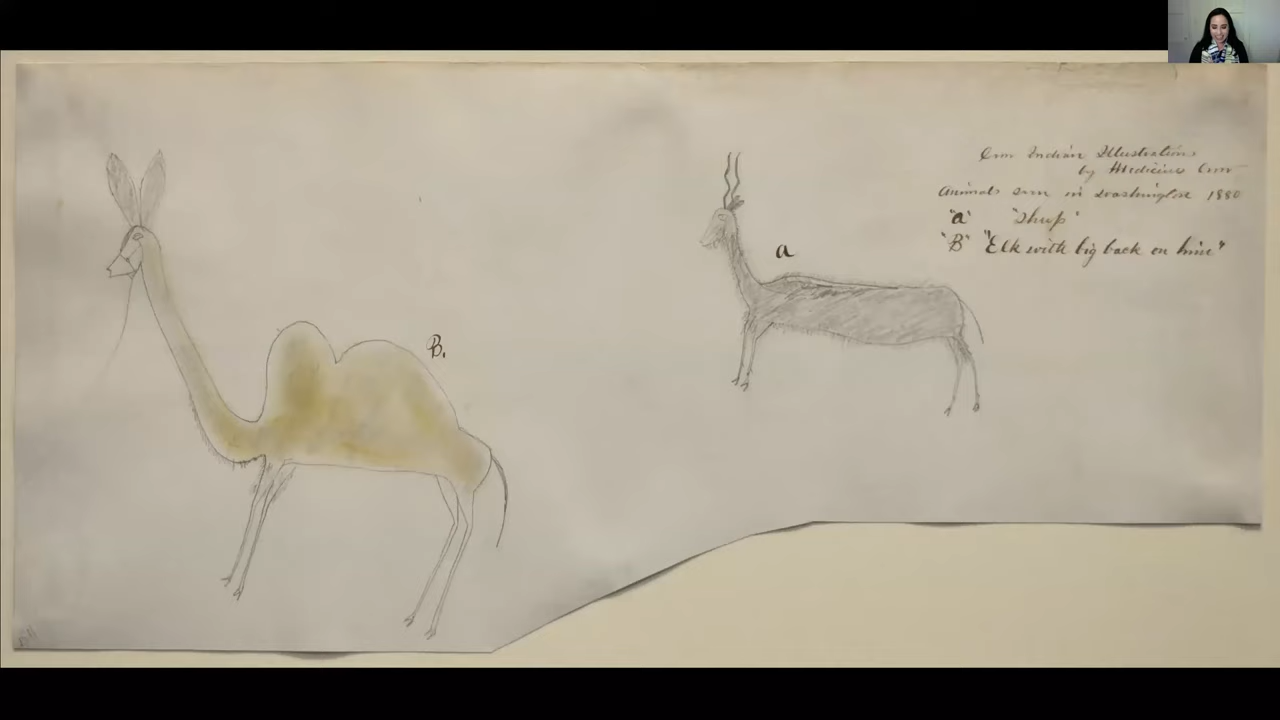 Crow Indian Illustrations
by Medicine Crow
Animals seen in Washington 1880
"a" "Sheep"
"B" "Elk with big back on him"
a
B.